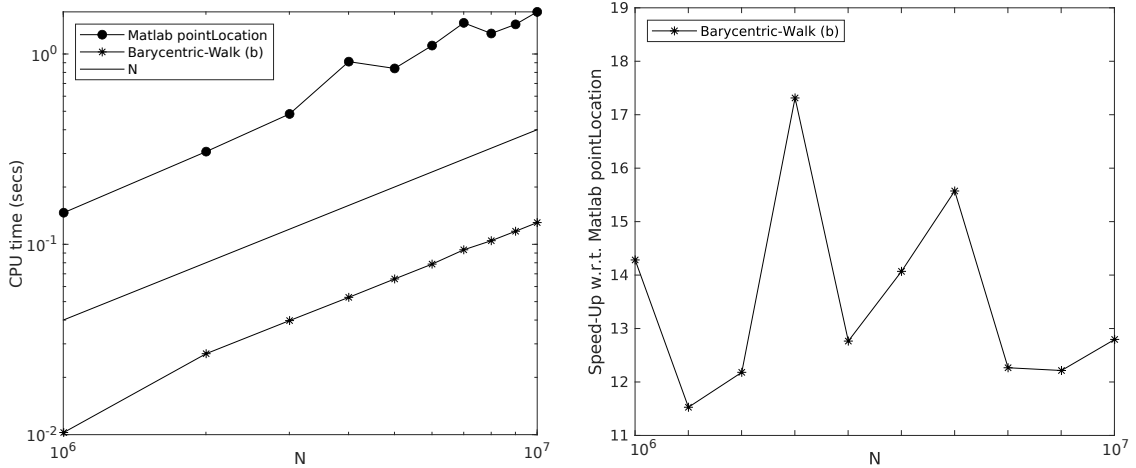 CPU time (secs)
10^0
10^-1
10^-2
Matlab pointLocation
Barycentric-Walk (b)
N
10^6
10^7
N
Speed-Up w.r.t. Matlab pointLocation
19
18
17
16
15
14
13
12
11
Barycentric-Walk (b)
10^6
10^7
N